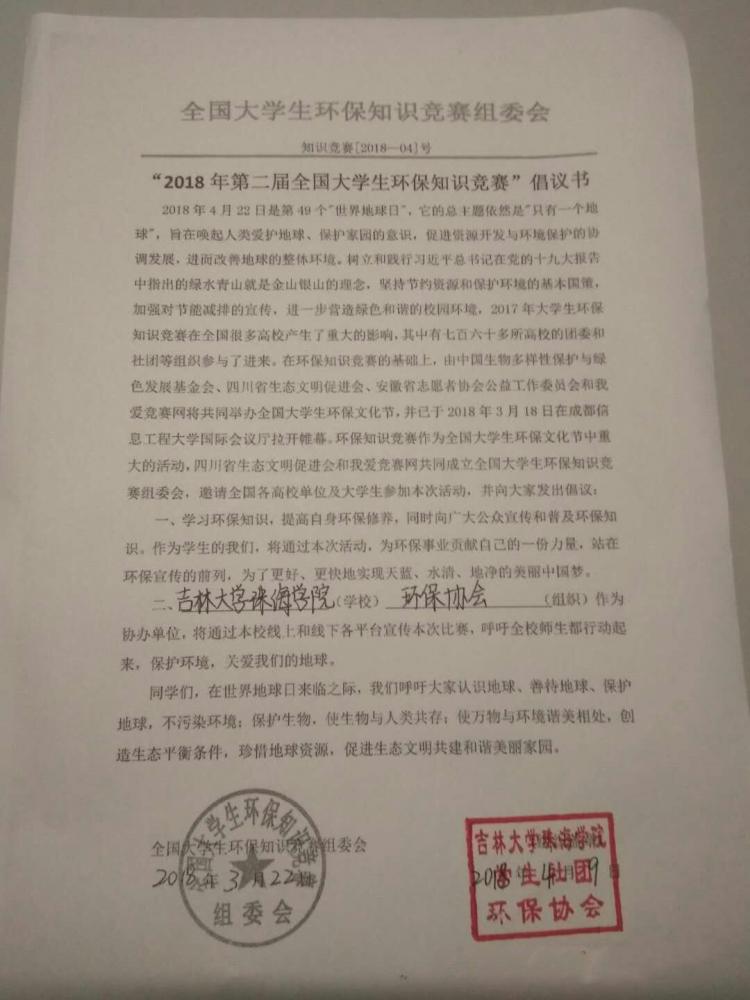 全国大学生环保知识竞赛组委会
知识竞赛[2018—04]号
“2018 年第二届全国大学生环保知识竞赛”倡议书
2018 年 4 月 22 日是第 49 个"世界地球日"，它的总主题依然是"只有一个地
球"，旨在唤起人类爱护地球、保护家园的意识，促进资源开发与环境保护的协
调发展，进而改善地球的整体环境。树立和践行习近平总书记在党的十九大报告
中指出的绿水青山就是金山银山的理念，坚持节约资源和保护环境的基本国策，
加强对节能减排的宣传，进一步营造绿色和谐的校园环境，2017 年大学生环保
知识竞赛在全国很多高校产生了重大的影响，其中有七百六十多所高校的团委和
社团等组织参与了进来。在环保知识竞赛的基础上，由中国生物多样性保护与绿
色发展基金会、四川省生态文明促进会、安徽省志愿者协会公益工作委员会和我
爱竞赛网将共同举办全国大学生环保文化节，并已于 2018 年 3 月 18 日在成都信
息工程大学国际会议厅拉开帷幕。环保知识竞赛作为全国大学生环保文化节中重
大的活动，四川省生态文明促进会和我爱竞赛网共同成立全国大学生环保知识竞
赛组委会，邀请全国各高校单位及大学生参加本次活动，并向大家发出倡议：
一、学习环保知识，提高自身环保修养，同时向广大公众宣传和普及环保知
识。作为学生的我们，将通过本次活动，为环保事业贡献自己的一份力量，站在
环保宣传的前列，为了更好、更快地实现天蓝、水清、地净的美丽中国梦。
二、吉林大学珠海学院（学校） 环保协会 （组织）作为
协办单位，将通过本校线上和线下各平台宣传本次比赛，呼吁全校师生都行动起
来，保护环境，关爱我们的地球。
同学们，在世界地球日来临之际，我们呼吁大家认识地球、善待地球、保护
地球，不污染环境；保护生物，使生物与人类共存；使万物与环境谐美相处，创
造生态平衡条件，珍惜地球资源，促进生态文明共建和谐美丽家园。
全国大学生环保知识竞赛组委会
2018 年 3 月 22 日
全国大学生环保知识竞赛
组委会
吉林大学珠海学院
学生社团
环保协会
2018 4 月 9 日